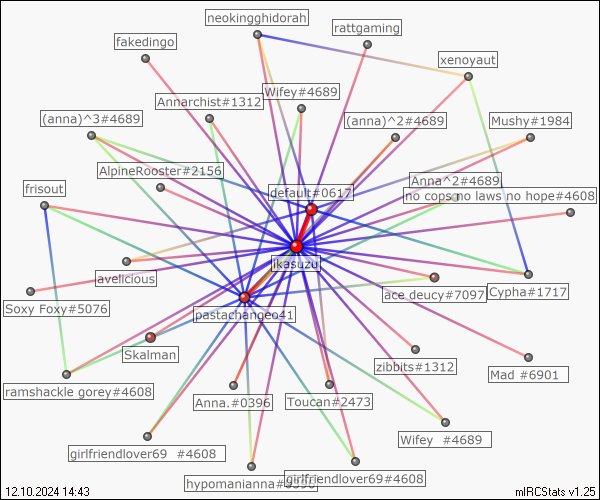 neokingghidorah
rattgaming
fakedingo
xenoyaut
Wifey#4689
Annarchist#1312
(anna)^3#4689
(anna)^2#4689
Mushy#1984
AlpineRooster#2156
Anna^2#4689
frisout
default#0617
no cops no laws no hope#4608
ikasuzu
avelicious
ace deucy#7097
Cypha#1717
Soxy Foxy#5076
pastachangeo41
Skalman
zibbits#1312
Mad #6901
ramshackle gorey#4608
Anna.#0396
Toucan#2473
girlfriendlover69 #4608
Wifey #4689
hypomanianna#0396
girlfriendlover69#4608
12.10.2024 14:43
mIRCStats v1.25